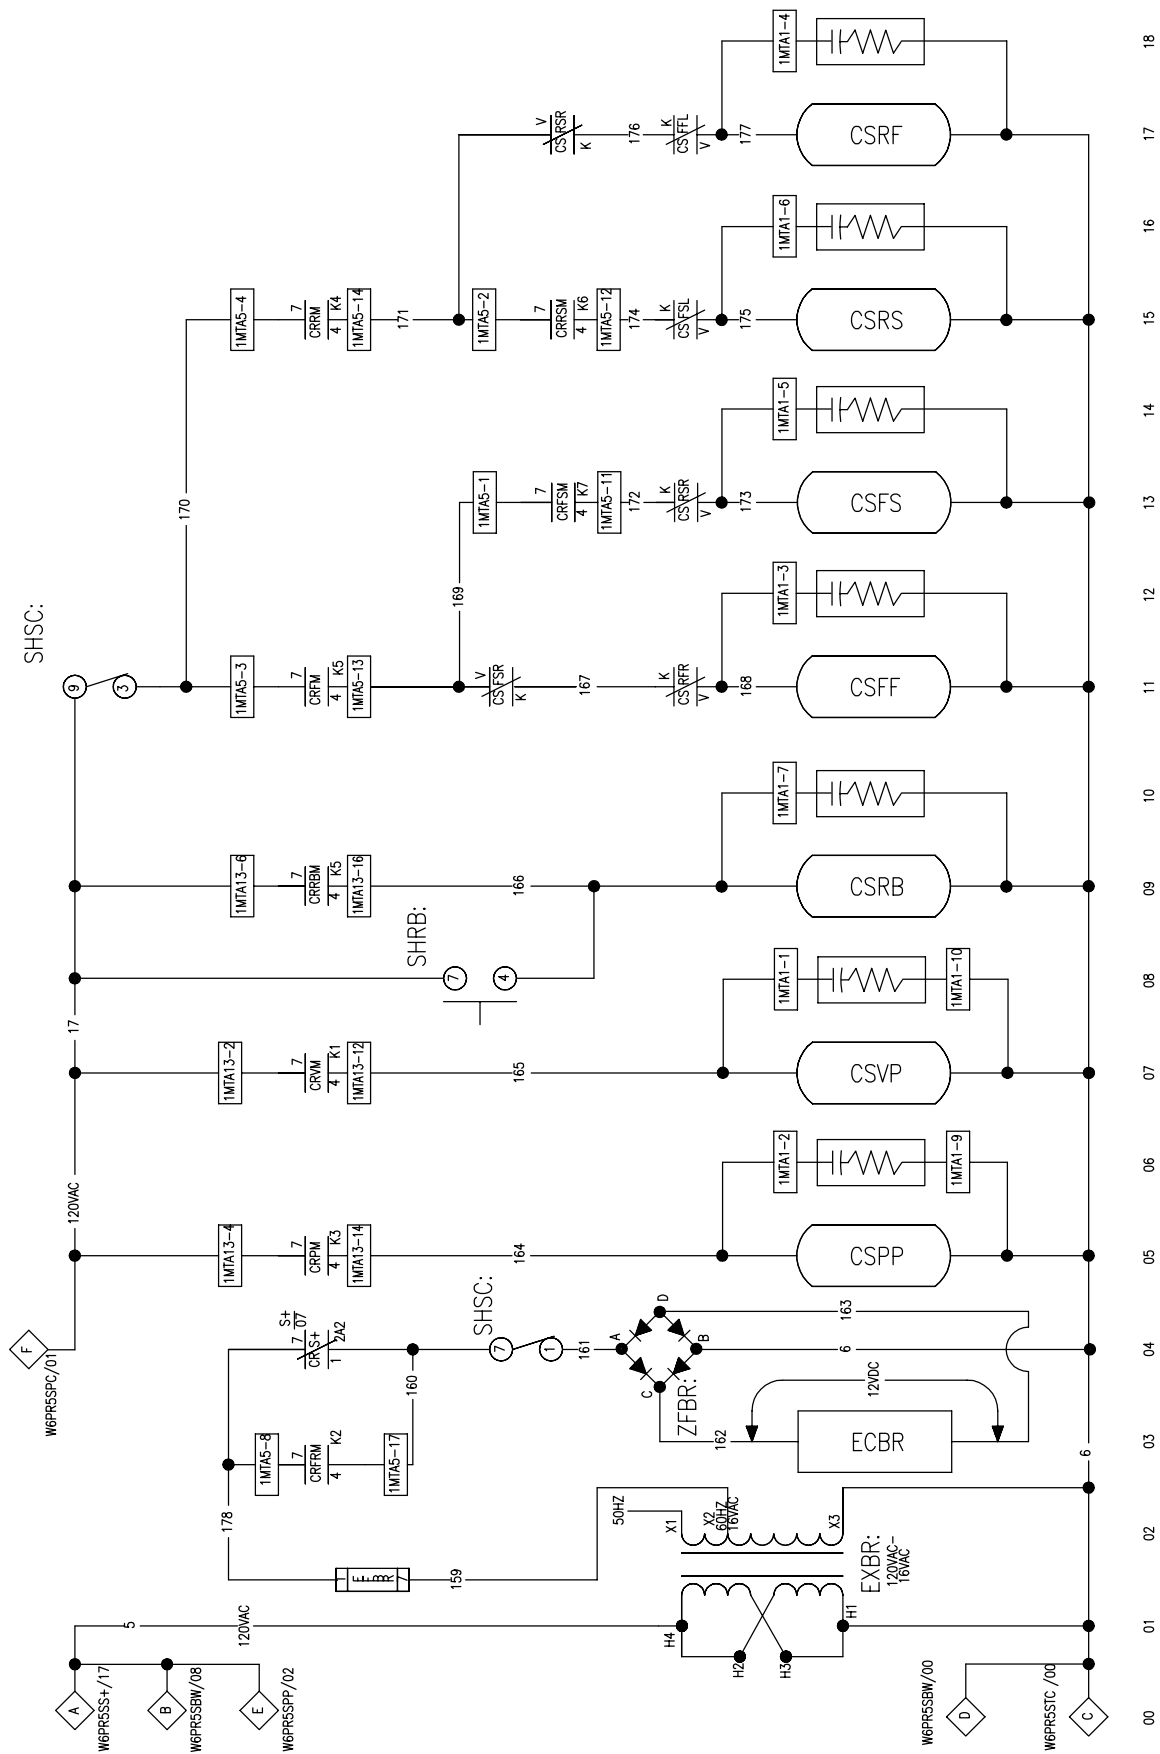 A
W6PR5SS+/17
B
W6PR5SBW/08
E
W6PR5SPP/02
D
W6PR5SBW/00
C
W6PR5STC /00
00
5
120VAC
H4
H2
H3
H1
01
159
178
50HZ
X1
X2
60HZ
16VAC
X3
EXBR:
120VAC-
16VAC
02
1MTA5-8
7
CRFRM
4
K2
1MTA5-17
160
162
ECBR
12VDC
6
03
F
W6PR5SPC/01
S+
07
7
CR S+
1
2A2
SHSC:
7
1
161
A
D
C
B
ZFBR:
6
163
04
120VAC
1MTA13-4
7
CRPM
4
K3
1MTA13-14
164
CSPP
05
1MTA1-2
1MTA1-9
06
17
1MTA13-2
7
CRVM
4
K1
1MTA13-12
165
CSVP
07
SHRB:
7
4
1MTA1-1
1MTA1-10
08
1MTA13-6
7
CRRBM
4
K5
1MTA13-16
166
CSRB
09
1MTA1-7
10
SHSC:
9
3
1MTA5-3
7
CRFM
4
K5
1MTA5-13
V
CSFSR
K
167
K
CSRFR
V
168
CSFF
11
1MTA1-3
12
170
169
1MTA5-1
7
CRFSM
4
K7
1MTA5-11
172
K
CSRSR
V
173
CSFS
13
1MTA1-5
14
1MTA5-4
7
CRRM
4
K4
1MTA5-14
171
1MTA5-2
7
CRRSM
4
K6
1MTA5-12
174
K
CSFSL
V
175
CSRS
15
1MTA1-6
16
V
CSRSR
K
176
K
CSFFL
V
177
CSRF
17
1MTA1-4
18